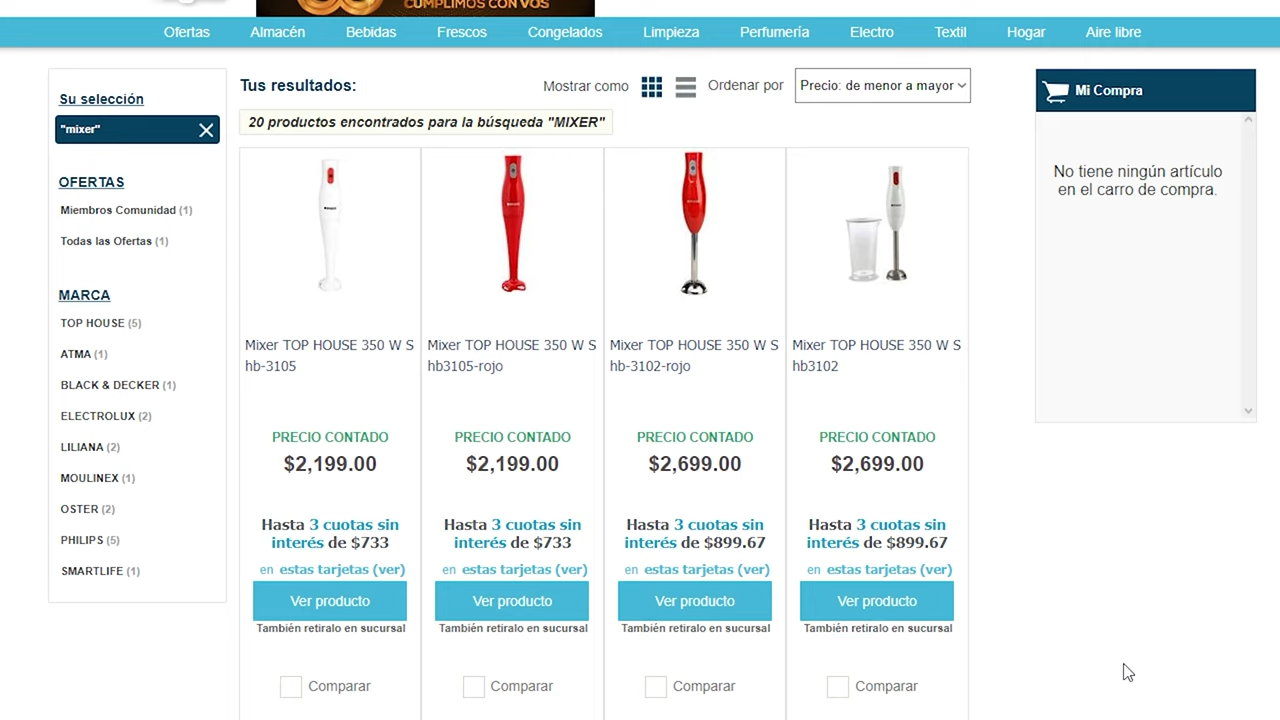 CUMPLIMOS CON VOS
Ofertas Almacén Bebidas Frescos Congelados Limpieza Perfumería Electro Textil Hogar Aire libre
Su selección
"mixer"
OFERTAS
Miembros Comunidad (1)
Todas las Ofertas (1)
MARCA
TOP HOUSE (5)
ATMA (1)
BLACK & DECKER (1)
ELECTROLUX (2)
LILIANA (2)
MOULINEX (1)
OSTER (2)
PHILIPS (5)
SMARTLIFE (1)
Tus resultados:
Mostrar como
Ordenar por
Precio: de menor a mayor
20 productos encontrados para la búsqueda "MIXER"
Mixer TOP HOUSE 350 W S
hb-3105
PRECIO CONTADO
$2,199.00
Hasta 3 cuotas sin
interés de $733
en estas tarjetas (ver)
Ver producto
También retiralo en sucursal
Comparar
Mixer TOP HOUSE 350 W S
hb3105-rojo
PRECIO CONTADO
$2,199.00
Hasta 3 cuotas sin
interés de $733
en estas tarjetas (ver)
Ver producto
También retiralo en sucursal
Comparar
Mixer TOP HOUSE 350 W S
hb-3102-rojo
PRECIO CONTADO
$2,699.00
Hasta 3 cuotas sin
interés de $899.67
en estas tarjetas (ver)
Ver producto
También retiralo en sucursal
Comparar
Mixer TOP HOUSE 350 W S
hb3102
PRECIO CONTADO
$2,699.00
Hasta 3 cuotas sin
interés de $899.67
en estas tarjetas (ver)
Ver producto
También retiralo en sucursal
Comparar
Mi Compra
No tiene ningún artículo
en el carro de compra.